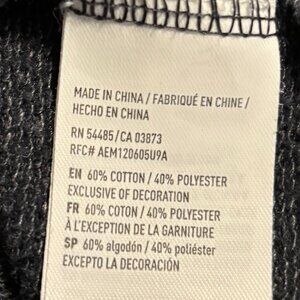 MADE IN CHINA / FABRIQUÉ EN CHINE /
HECHO EN CHINA
RN 54485/CA 03873
RFC# AEM120605U9A
EN 60% COTTON / 40% POLYESTER
EXCLUSIVE OF DECORATION
FR 60% COTON / 40% POLYESTER
À L'EXCEPTION DE LA GARNITURE
SP 60% algodón / 40% poliéster
EXCEPTO LA DECORACIÓN